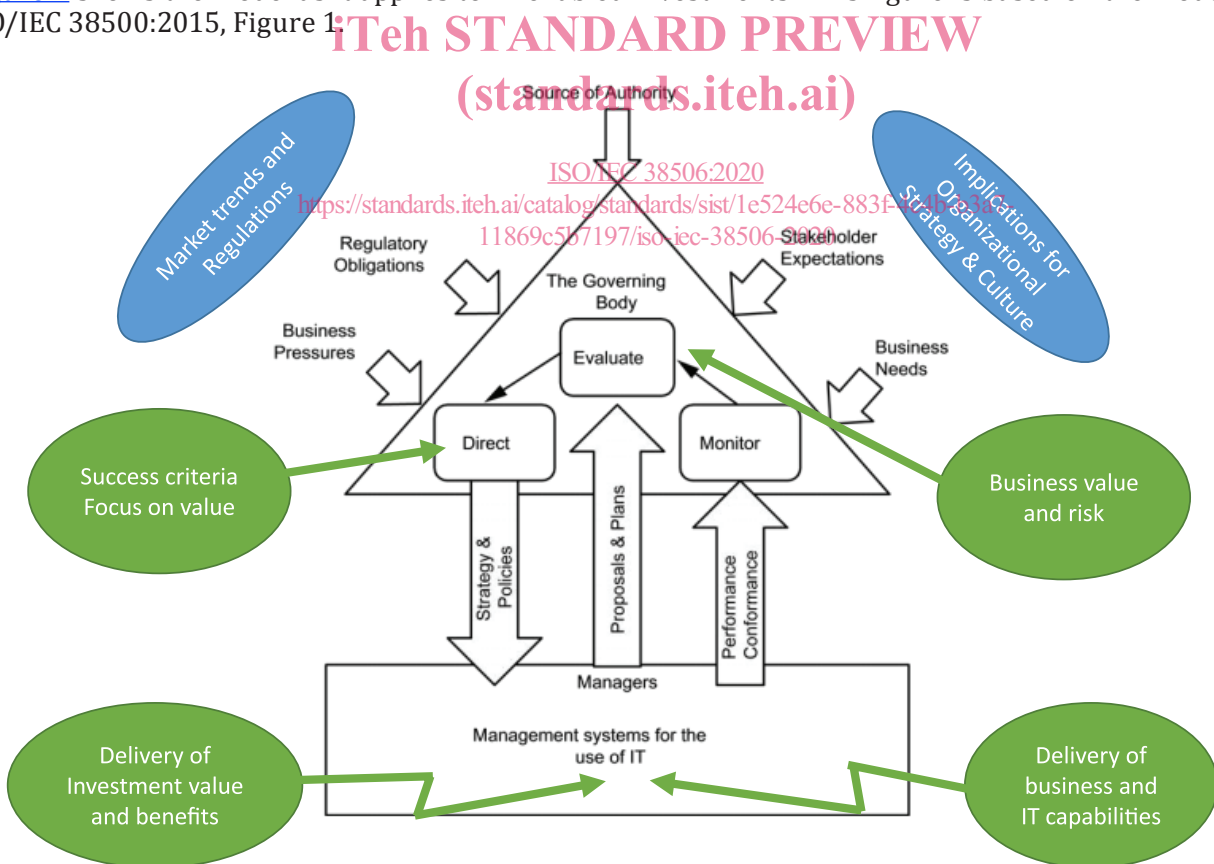 O/IEC 38500:2015, Figure 1.
iTeh STANDARD PREVIEW
(standards.iteh.ai)
Source of Authority
ISO/IEC 38506:2020
https://standards.iteh.ai/catalog/standards/sist/1e524e6e-883f-
11869c5b7197/iso-iec-38506-2020
Market trends and
Regulations
Implications for
Organizational
Strategy & Culture
Regulatory
Obligations
Stakeholder
Expectations
The Governing
Body
Business
Pressures
Evaluate
Business
Needs
Direct
Monitor
Success criteria
Focus on value
Business value
and risk
Strategy &
Policies
Proposals & Plans
Performance
Conformance
Managers
Management systems for the
use of IT
Delivery of
Investment value
and benefits
Delivery of
business and
IT capabilities